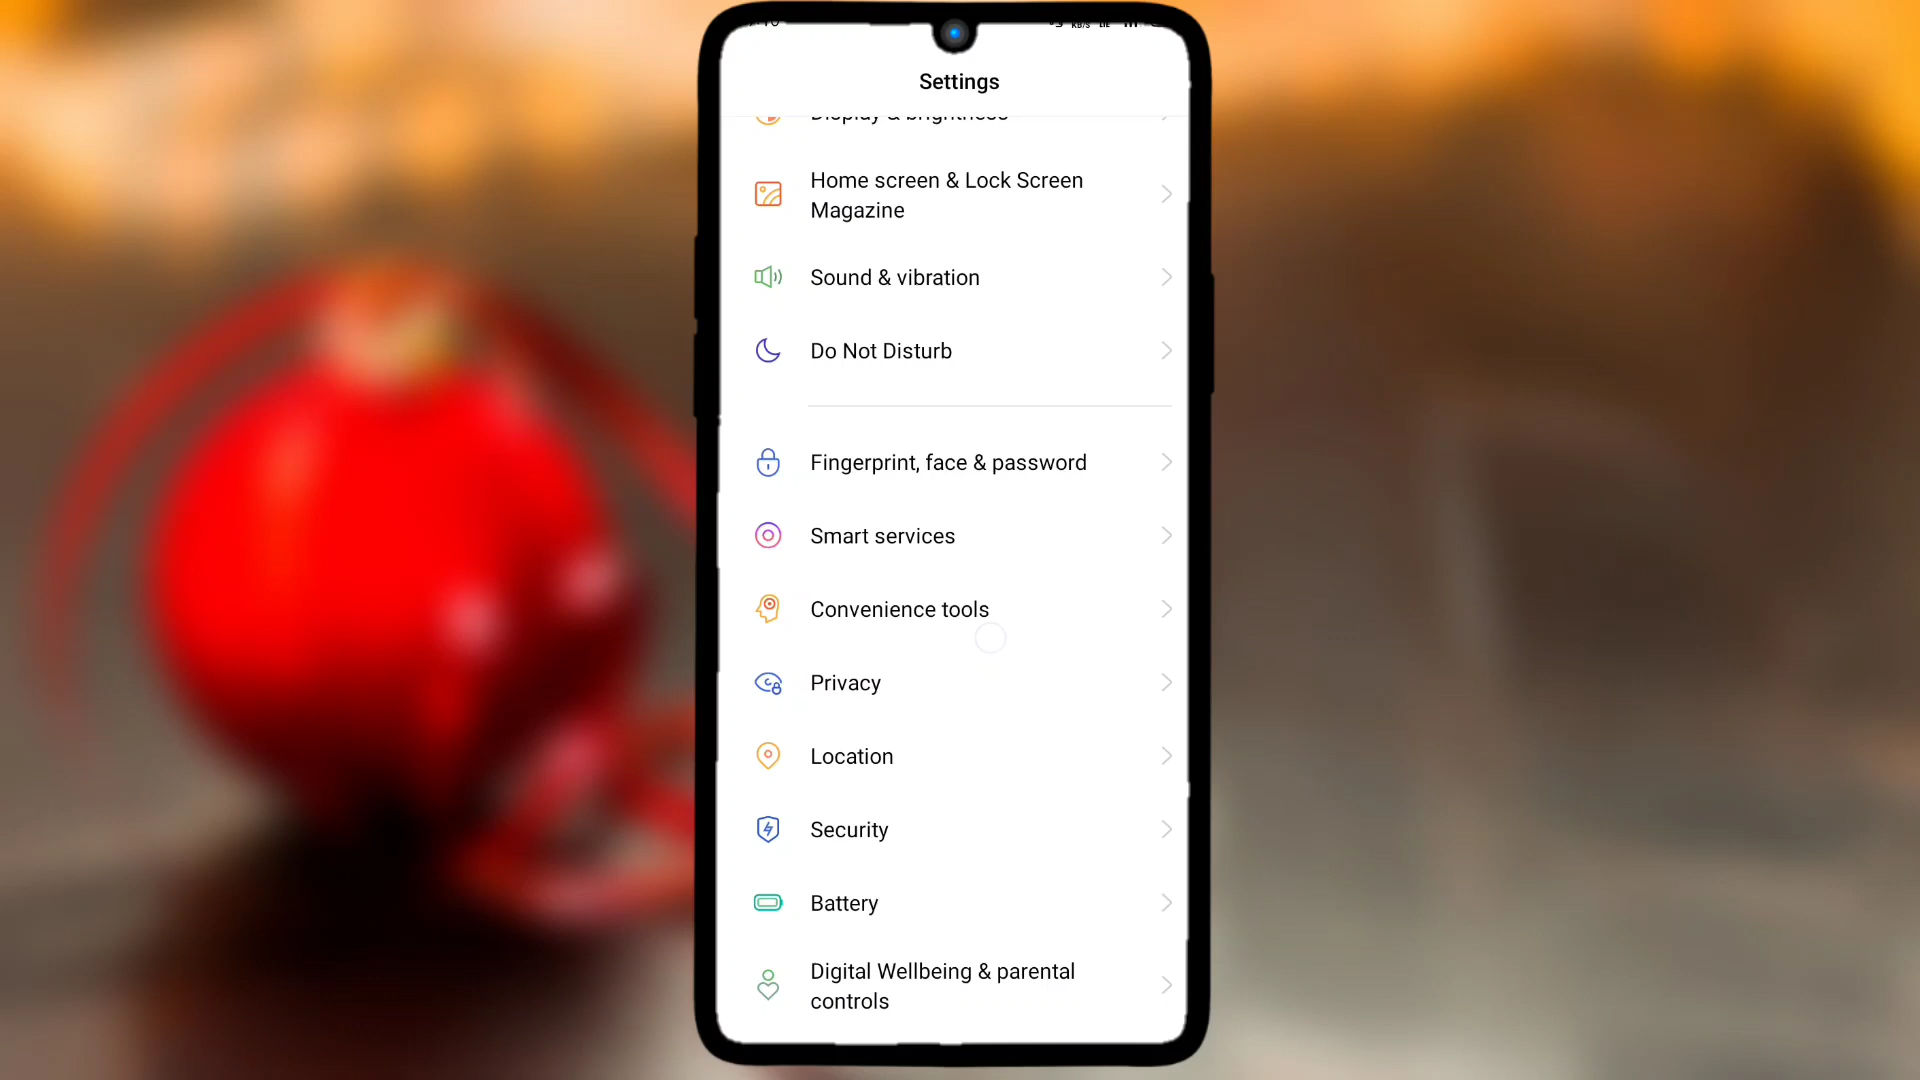 Settings
Display & brightness
Home screen & Lock Screen
Magazine
Sound & vibration
Do Not Disturb
Fingerprint, face & password
Smart services
Convenience tools
Privacy
Location
Security
Battery
Digital Wellbeing & parental
controls